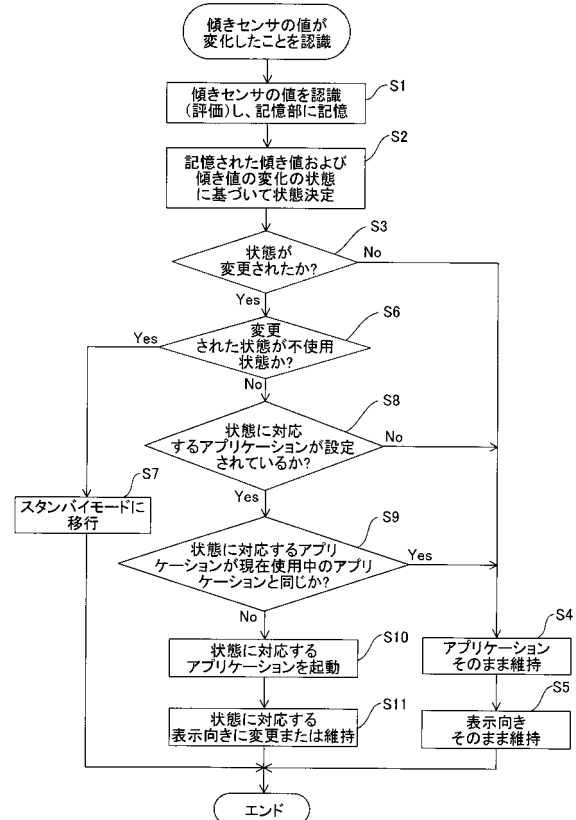 傾きセンサの値が
変化したことを認識
S1
傾きセンサの値を認識
(評価)し、記憶部に記憶
S2
記憶された傾き値および
傾き値の変化の状態
に基づいて状態決定
S3
状態が
変更されたか?
No
Yes
S6
変更
された状態が不使用
状態か?
Yes
No
S8
状態に対応
するアプリケーションが設定
されているか?
No
Yes
S7
スタンバイモードに
移行
S9
状態に対応するアプリ
ケーションが現在使用中のアプリ
ケーションと同じか?
Yes
No
S10
状態に対応する
アプリケーションを起動
S4
アプリケーション
そのまま維持
S11
状態に対応する
表示向きに変更または維持
S5
表示向き
そのまま維持
エンド